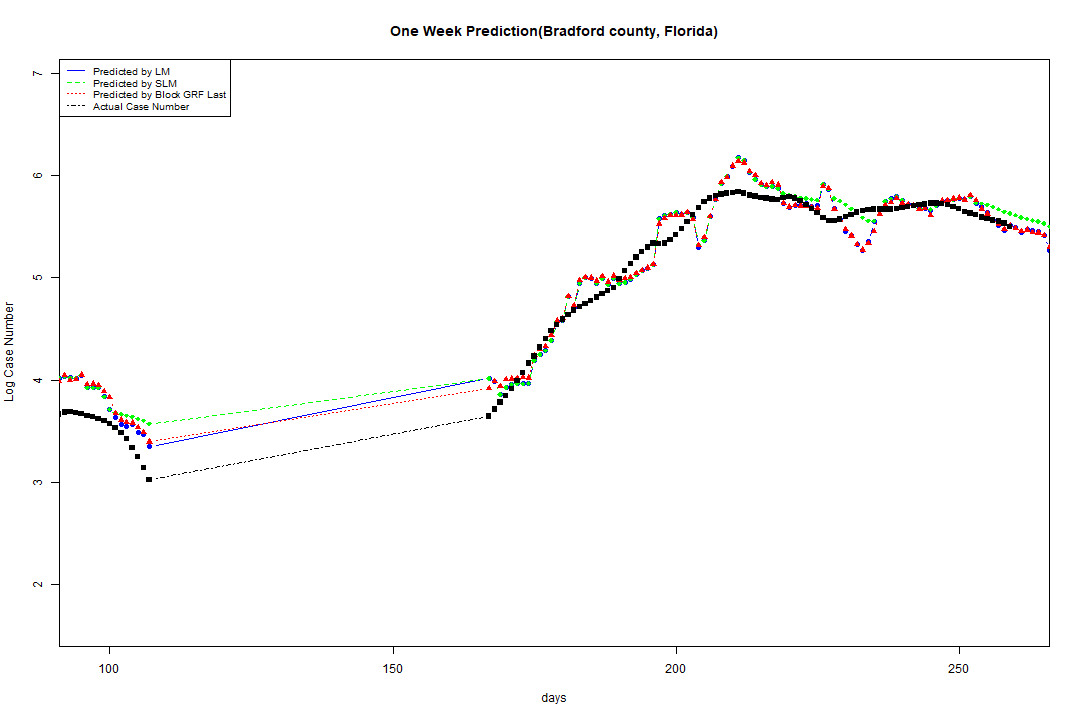 One Week Prediction(Bradford county, Florida)
Predicted by LM
Predicted by SLM
Predicted by Block GRF Last
Actual Case Number
7
6
5
4
3
2
Log Case Number
100 150 200 250
days